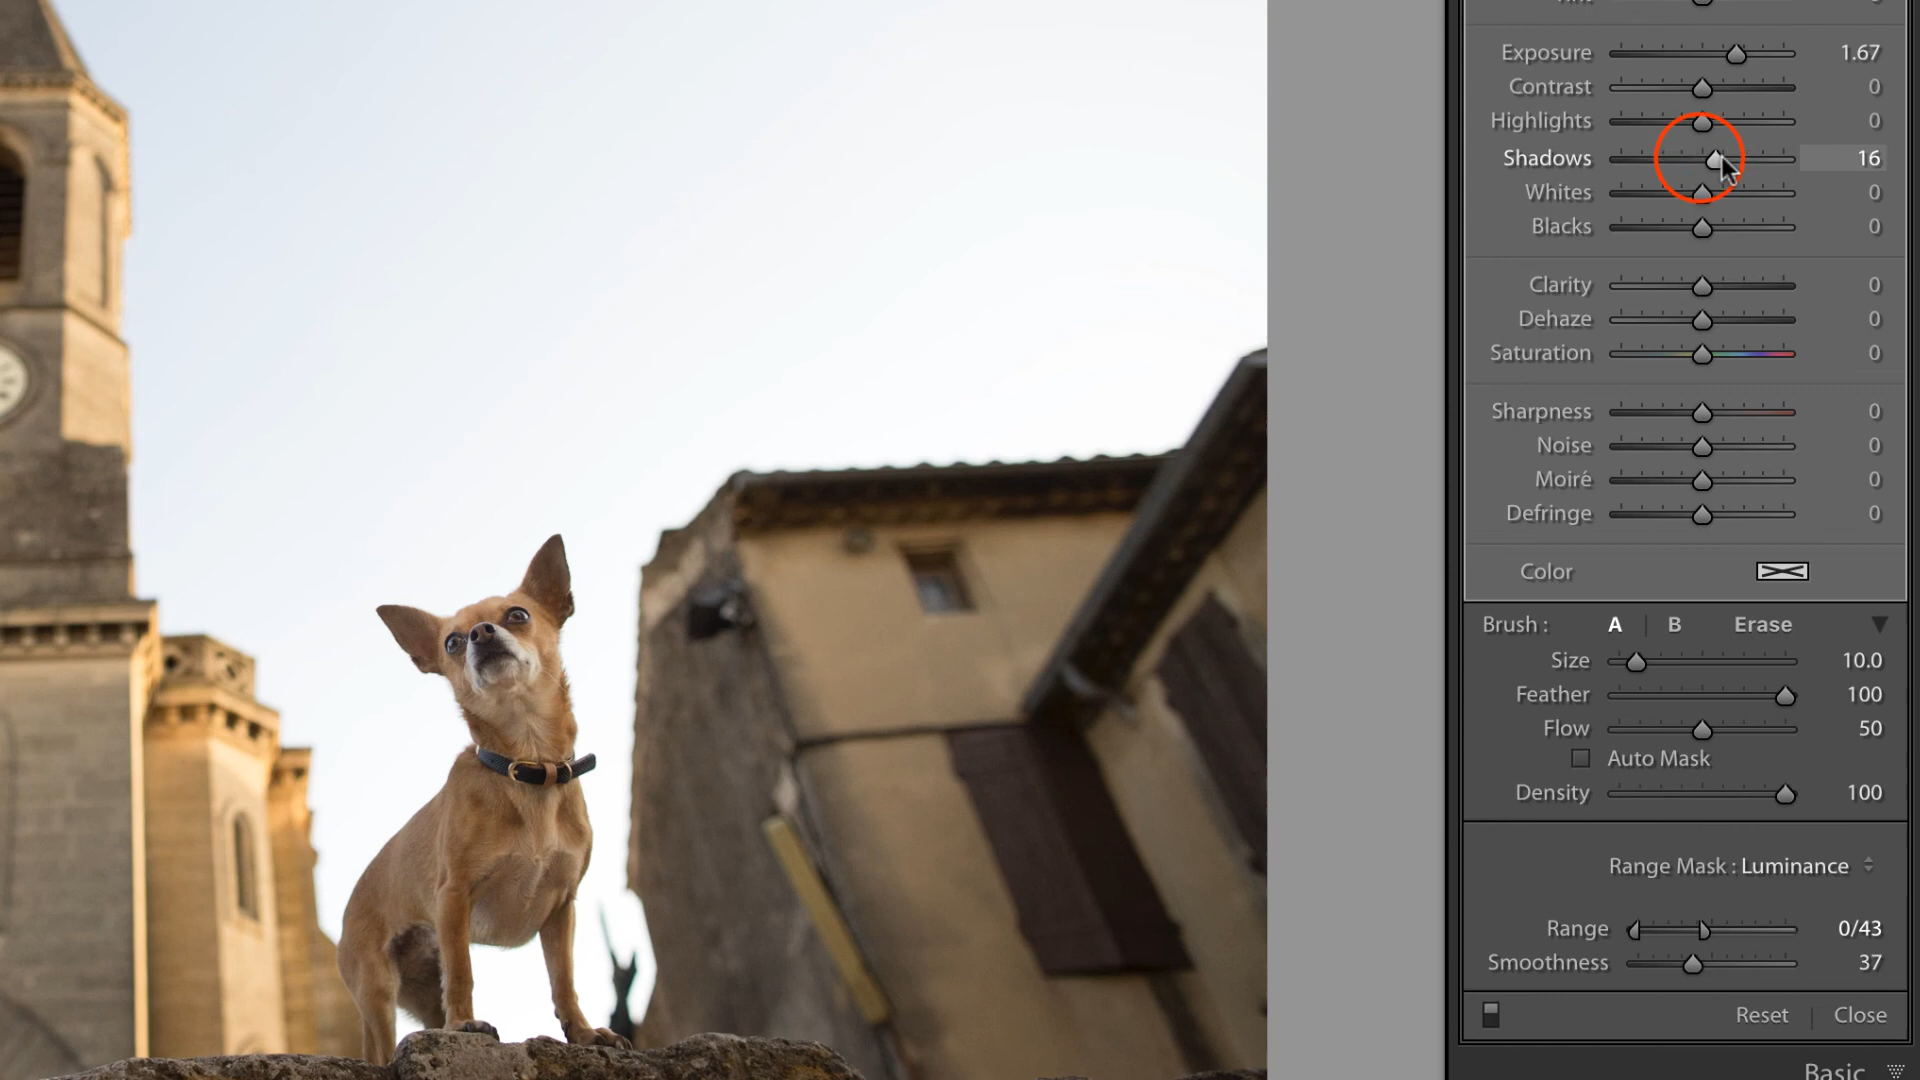 Exposure 1.67
Contrast 0
Highlights 0
Shadows 16
Whites 0
Blacks 0
Clarity 0
Dehaze 0
Saturation 0
Sharpness 0
Noise 0
Moiré 0
Defringe 0
Color
Brush : A | B Erase
Size 10.0
Feather 100
Flow 50
Auto Mask
Density 100
Range Mask : Luminance
Range 0/43
Smoothness 37
Reset | Close
Basic